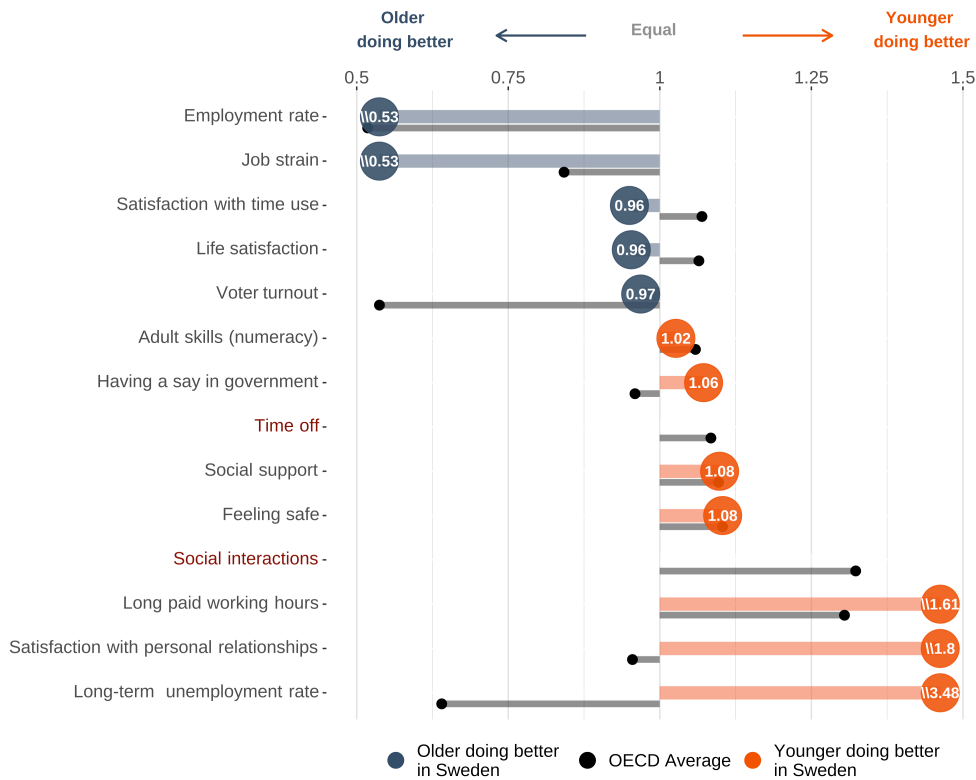 Older
doing better
Equal
Younger
doing better
0.5 0.75 1 1.25 1.5
Employment rate \\0.53
Job strain \\0.53
Satisfaction with time use 0.96
Life satisfaction 0.96
Voter turnout 0.97
Adult skills (numeracy) 1.02
Having a say in government 1.06
Time off
Social support 1.08
Feeling safe 1.08
Social interactions
Long paid working hours \\1.61
Satisfaction with personal relationships \\1.8
Long-term unemployment rate \\3.48
Older doing better
in Sweden
OECD Average
Younger doing better
in Sweden